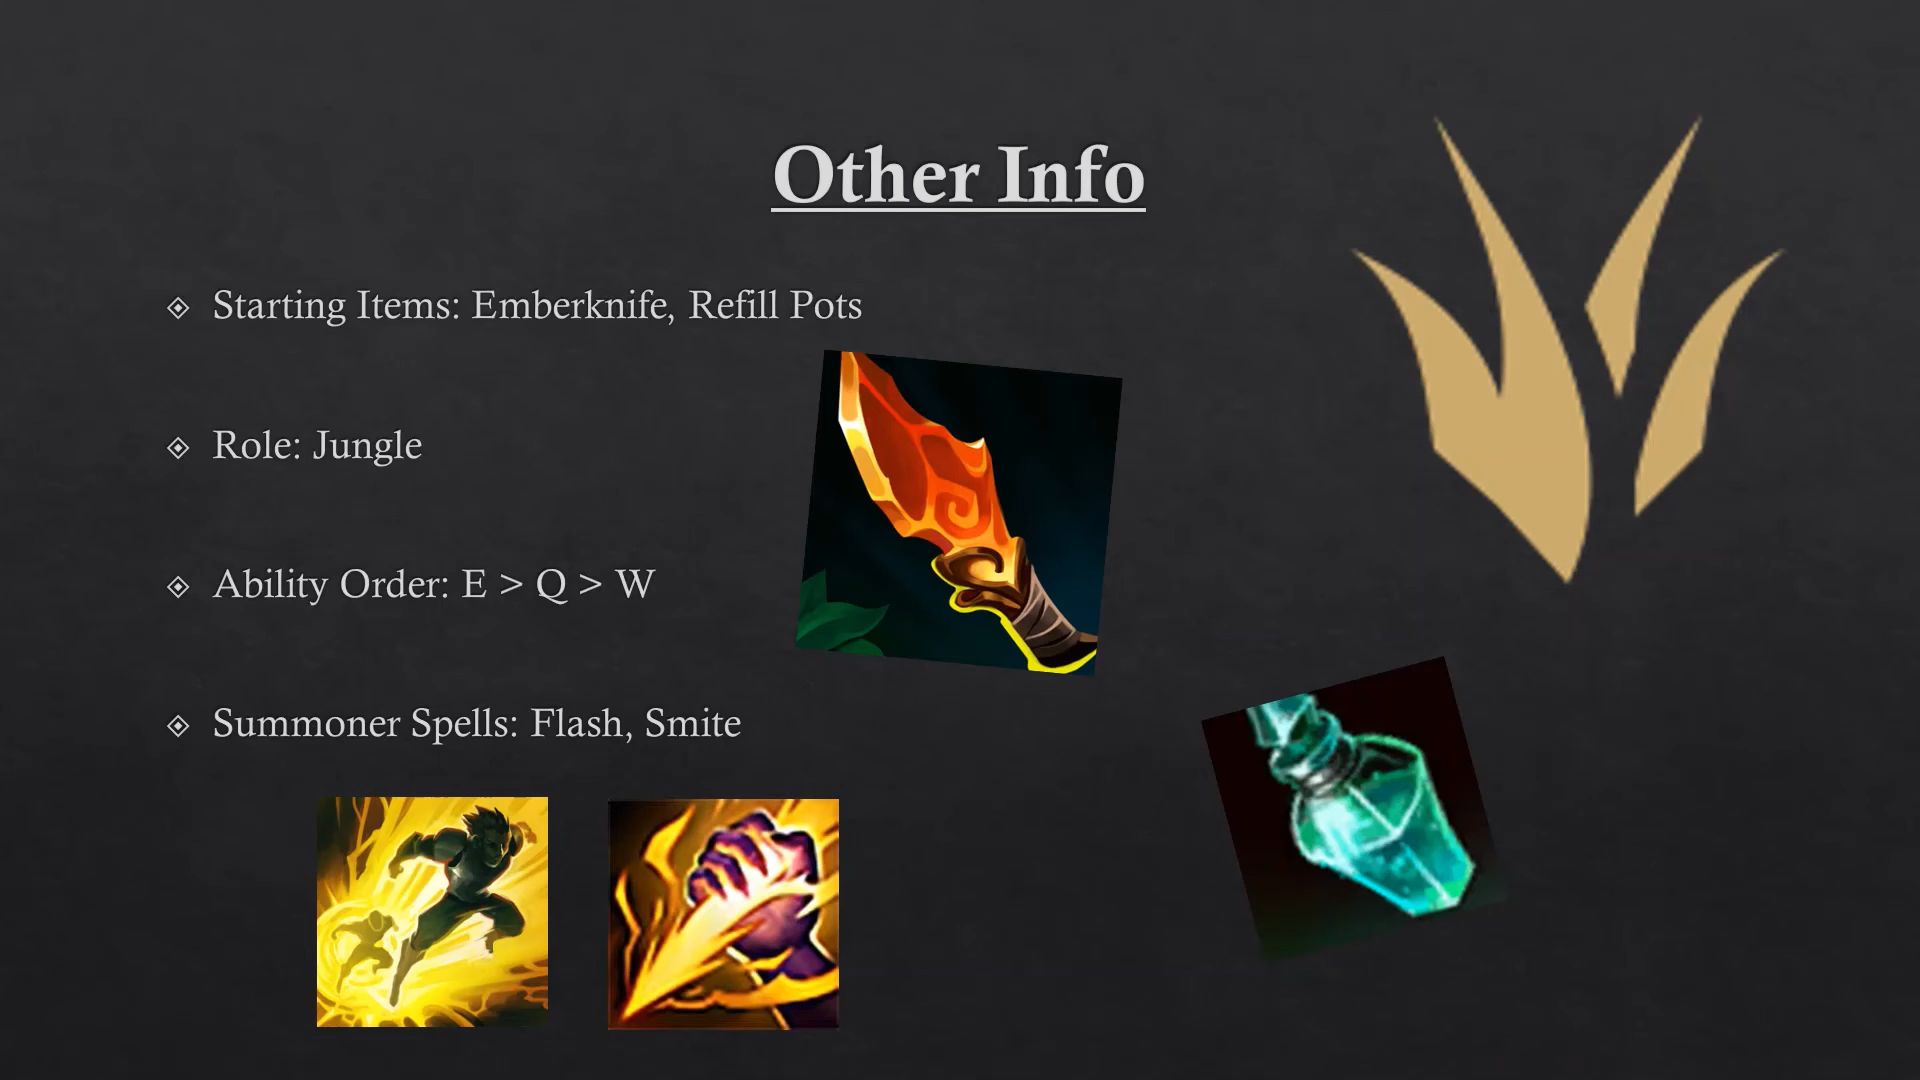 Other Info
Starting Items: Emberknife, Refill Pots
Role: Jungle
Ability Order: E > Q > W
Summoner Spells: Flash, Smite